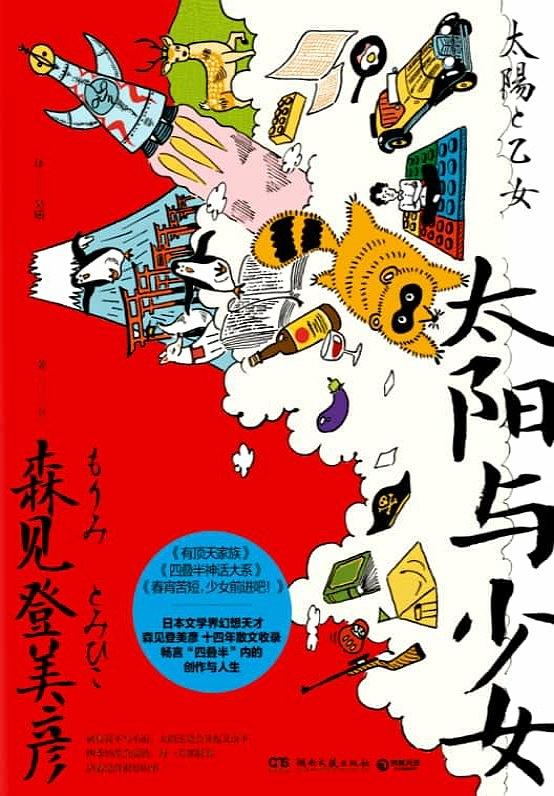 太陽と乙女
太阳与少女
もりみ
とみひこ
森见登美彦
《有顶天家族》
《四叠半神话大系》
《春宵苦短，少女前进吧！》
日本文学界幻想天才
森见登美彦 十四年散文收录
畅言“四叠半”内的
创作与人生
湖南文艺出版社